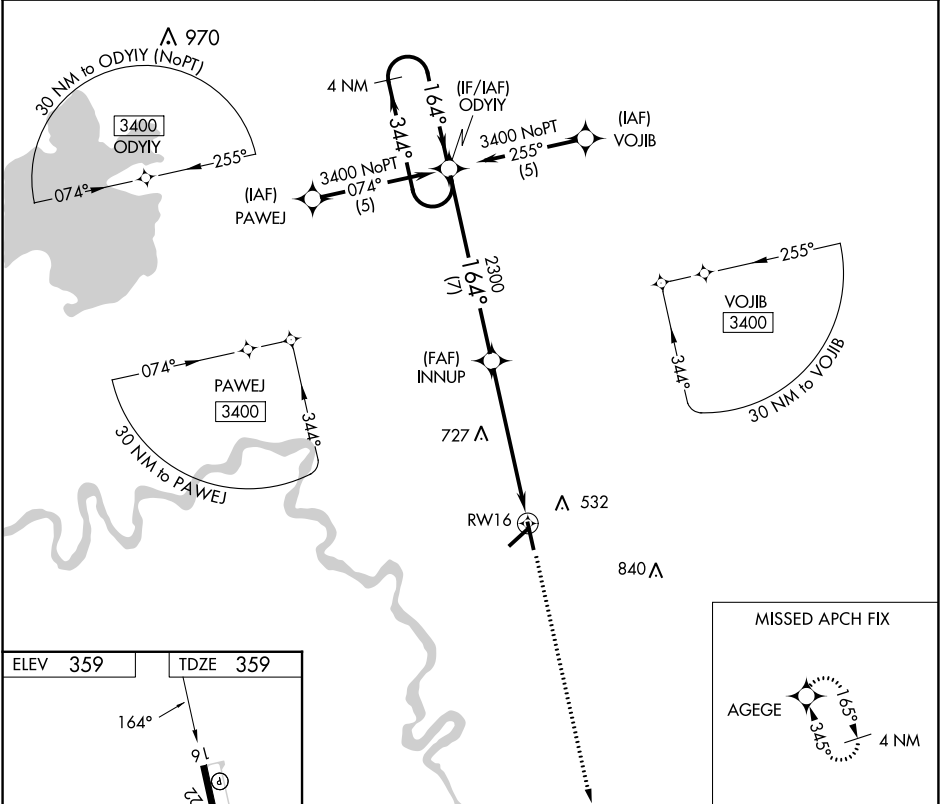 970
30 NM to ODYIY (NoPT)
3400
ODYIY
074°
255°
4 NM
344°
164°
(IF/IAF)
ODYIY
(IAF)
VOJIB
3400 NoPT
255°
(5)
3400 NoPT
074°
(5)
(IAF)
PAWEJ
2300
164°
(7)
255°
VOJIB
3400
344°
30 NM to VOJIB
074°
PAWEJ
3400
344°
30 NM to PAWEJ
(FAF)
INNUP
727
532
RW16
840
MISSED APCH FIX
AGEGE
165°
345°
4 NM
ELEV 359
TDZE 359
164°
16
P
22